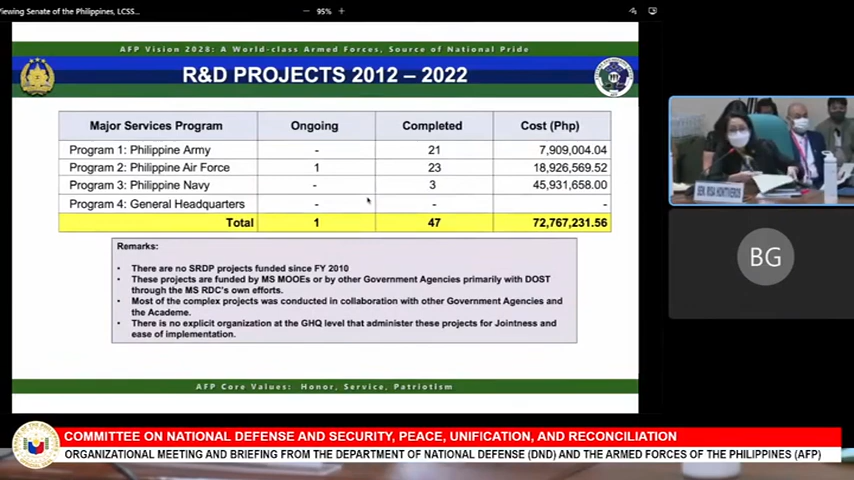 Viewing Senate of the Philippines, LCSS...
95%
AFP Vision 2028: A World-class Armed Forces, Source of National Pride
R&D PROJECTS 2012 – 2022
Major Services Program Ongoing Completed Cost (Php)
Program 1: Philippine Army - 21 7,909,004.04
Program 2: Philippine Air Force 1 23 18,926,569.52
Program 3: Philippine Navy - 3 45,931,658.00
Program 4: General Headquarters - - -
Total 1 47 72,767,231.56
Remarks:
• There are no SRDP projects funded since FY 2010
• These projects are funded by MS MOOEs or by other Government Agencies primarily with DOST
through the MS RDC's own efforts.
• Most of the complex projects was conducted in collaboration with other Government Agencies and
the Academe.
• There is no explicit organization at the GHQ level that administer these projects for Jointness and
ease of implementation.
AFP Core Values: Honor, Service, Patriotism
SEN. RISA HONTIVEROS
BG
COMMITTEE ON NATIONAL DEFENSE AND SECURITY, PEACE, UNIFICATION, AND RECONCILIATION
ORGANIZATIONAL MEETING AND BRIEFING FROM THE DEPARTMENT OF NATIONAL DEFENSE (DND) AND THE ARMED FORCES OF THE PHILIPPINES (AFP)